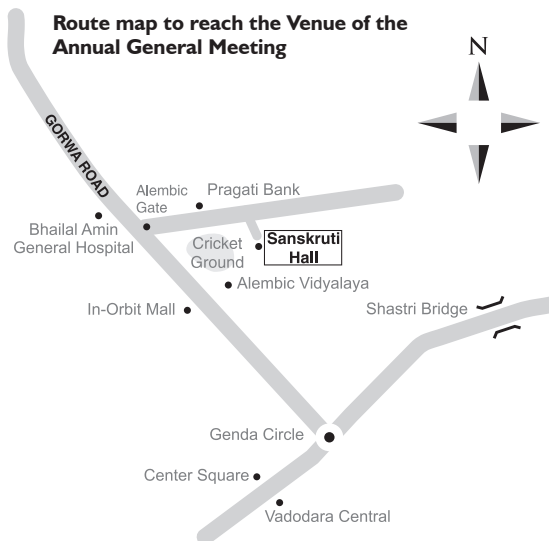 Route map to reach the Venue of the
Annual General Meeting
N
GORWA ROAD
Alembic
Gate
Pragati Bank
Bhailal Amin
General Hospital
Cricket
Ground
Sanskruti
Hall
Alembic Vidyalaya
In-Orbit Mall
Shastri Bridge
Genda Circle
Center Square
Vadodara Central